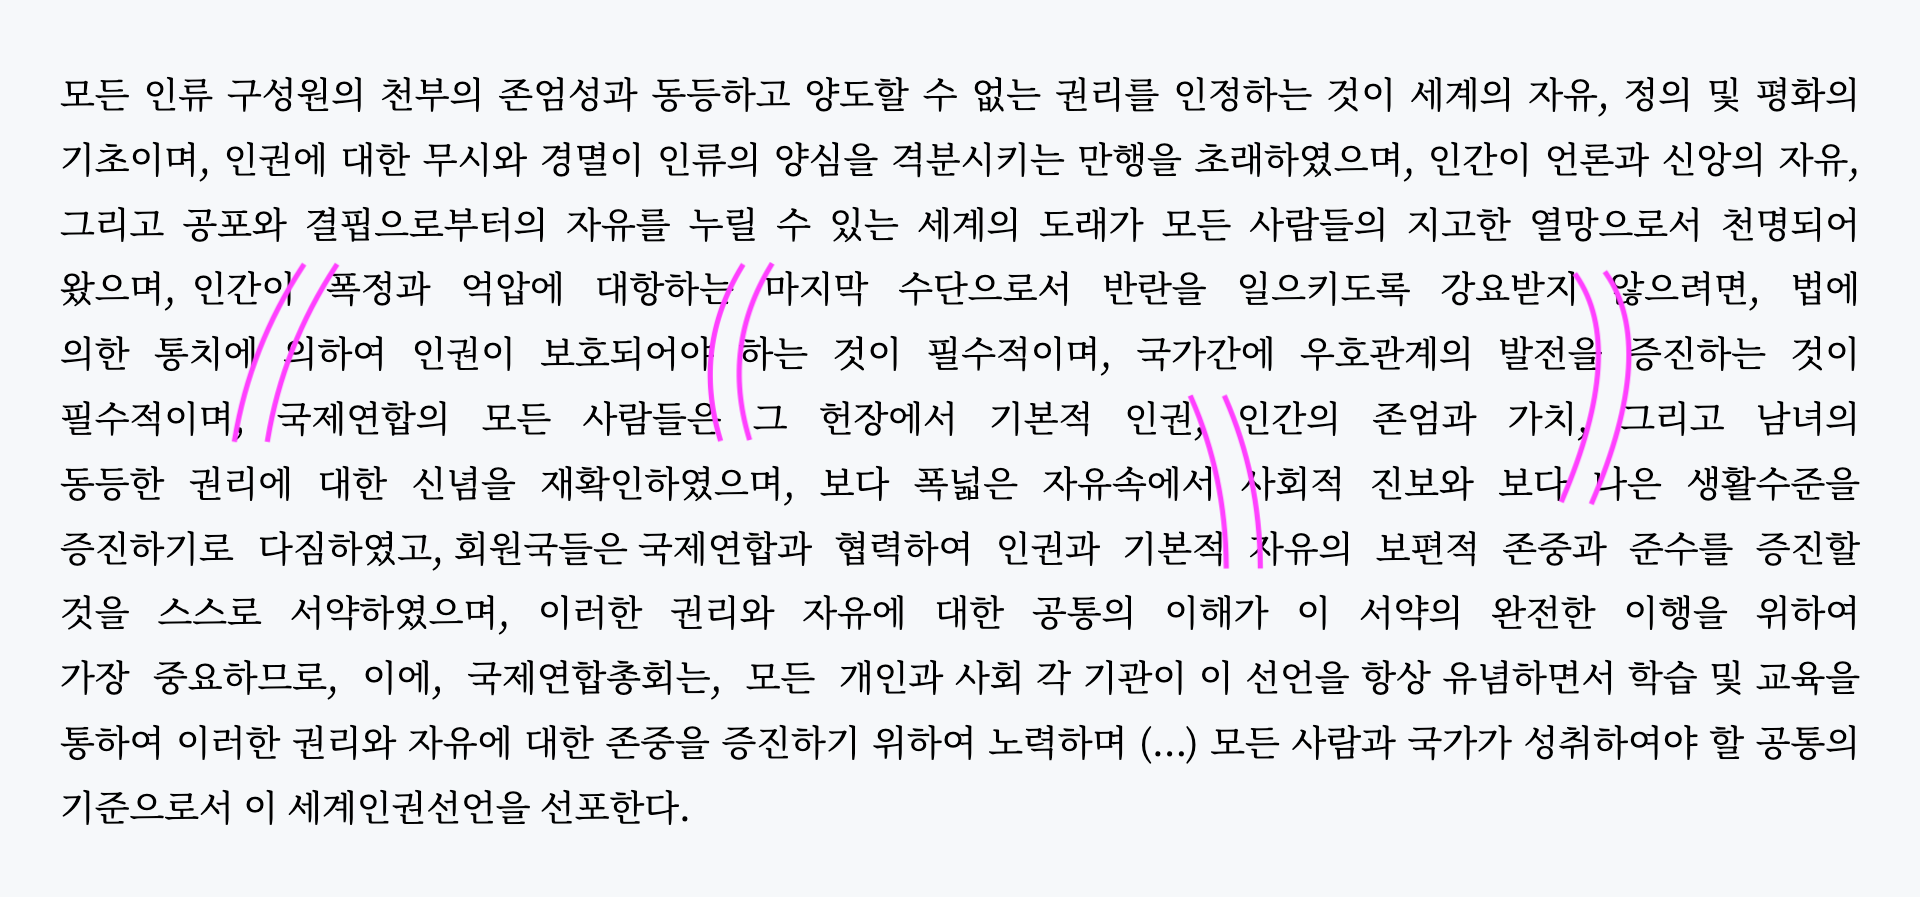 모든 인류 구성원의 천부의 존엄성과 동등하고 양도할 수 없는 권리를 인정하는 것이 세계의 자유, 정의 및 평화의
기초이며, 인권에 대한 무시와 경멸이 인류의 양심을 격분시키는 만행을 초래하였으며, 인간이 언론과 신앙의 자유,
그리고 공포와 결핍으로부터의 자유를 누릴 수 있는 세계의 도래가 모든 사람들의 지고한 열망으로서 천명되어
왔으며, 인간이 폭정과 억압에 대항하는 마지막 수단으로서 반란을 일으키도록 강요받지 않으려면, 법에
의한 통치에 의하여 인권이 보호되어야 하는 것이 필수적이며, 국가간에 우호관계의 발전을 증진하는 것이
필수적이며, 국제연합의 모든 사람들은 그 헌장에서 기본적 인권, 인간의 존엄과 가치, 그리고 남녀의
동등한 권리에 대한 신념을 재확인하였으며, 보다 폭넓은 자유속에서 사회적 진보와 보다 나은 생활수준을
증진하기로 다짐하였고, 회원국들은 국제연합과 협력하여 인권과 기본적 자유의 보편적 존중과 준수를 증진할
것을 스스로 서약하였으며, 이러한 권리와 자유에 대한 공통의 이해가 이 서약의 완전한 이행을 위하여
가장 중요하므로, 이에, 국제연합총회는, 모든 개인과 사회 각 기관이 이 선언을 항상 유념하면서 학습 및 교육을
통하여 이러한 권리와 자유에 대한 존중을 증진하기 위하여 노력하며 (...) 모든 사람과 국가가 성취하여야 할 공통의
기준으로서 이 세계인권선언을 선포한다.